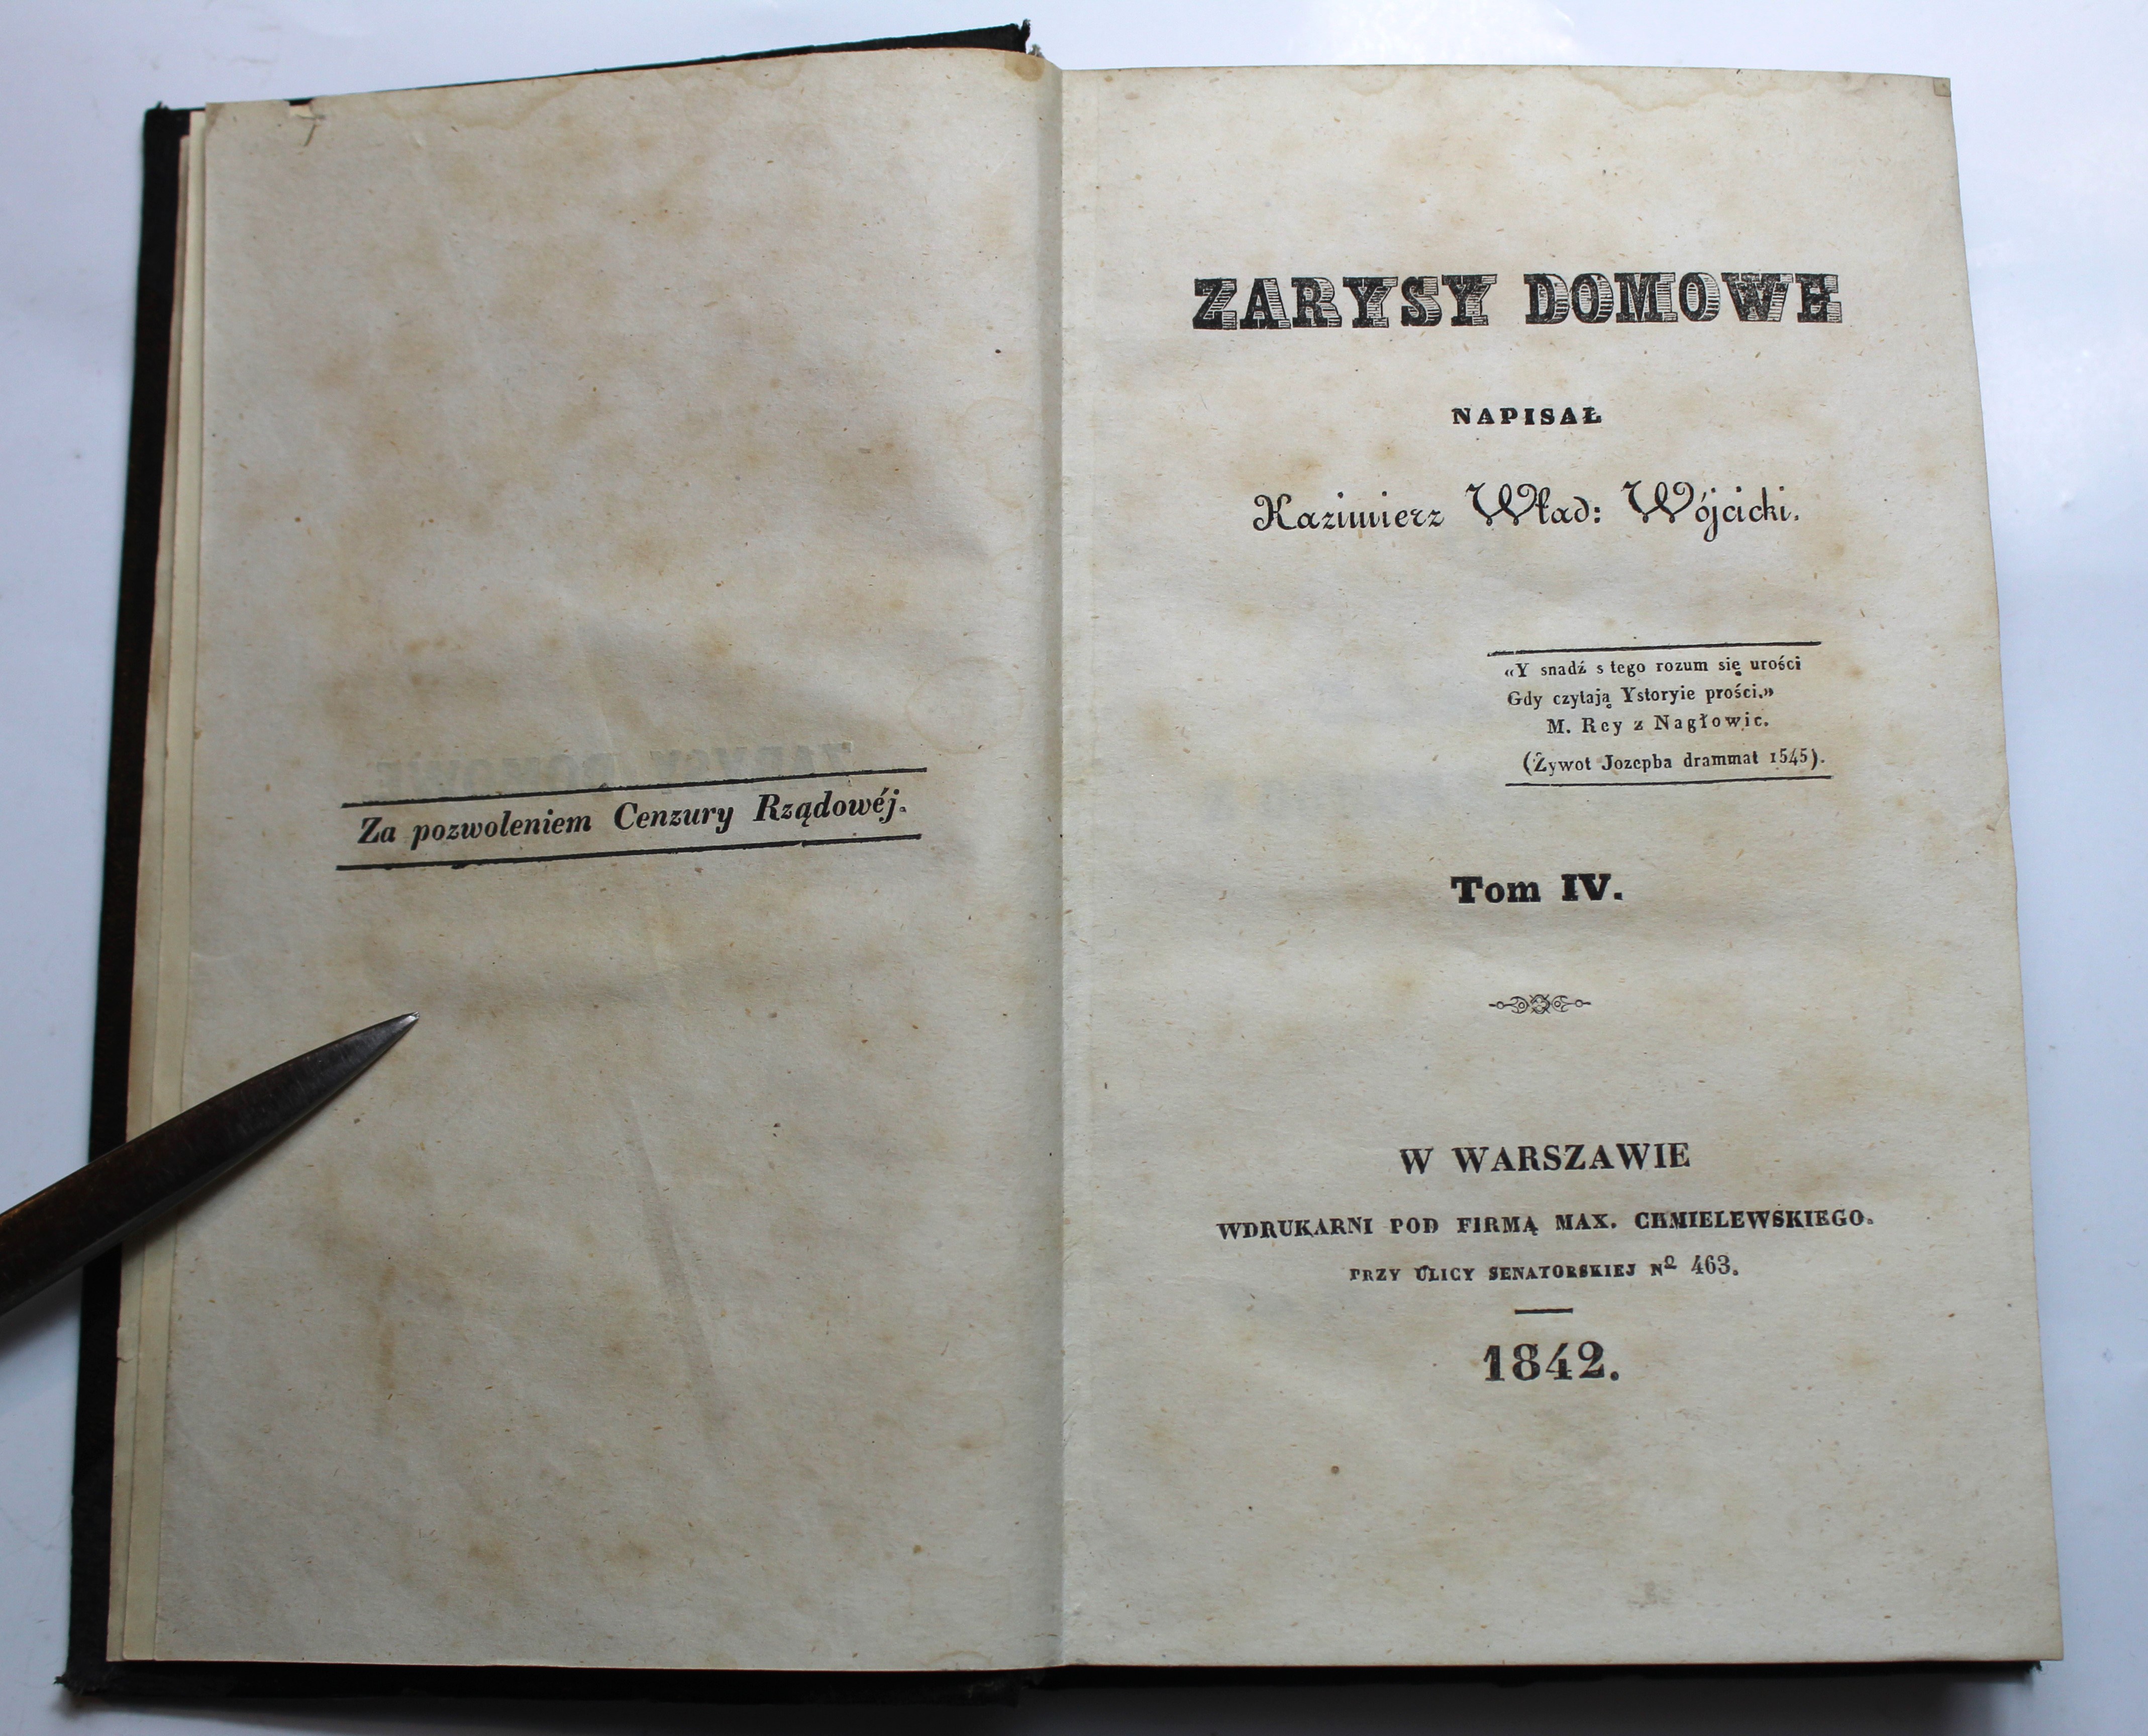 Za pozwoleniem Cenzury Rządowéj.
ZARYSY DOMOWE
NAPISAŁ
Kazimierz Wład: Wójcicki.
«Y snadź s tego rozum się urości
Gdy czytają Ystoryie prości.»
M. Rey z Nagłowic.
(Żywot Jozepha drammat 1545).
Tom IV.
W WARSZAWIE
WDRUKARNI POD FIRMĄ MAX. CHMIELEWSKIEGO.
PRZY ULICY SENATORSKIEJ Nº 463.
1842.